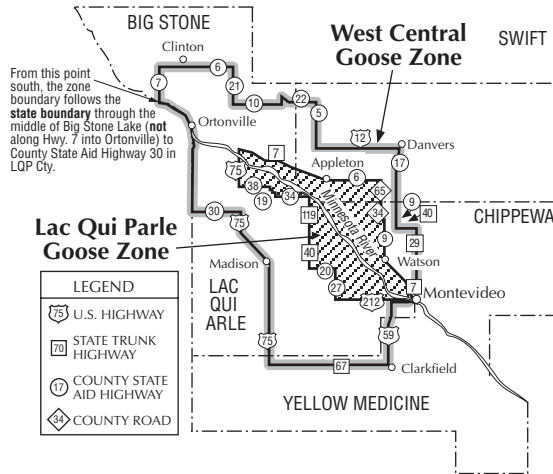 BIG STONE
SWIFT
Clinton
West Central
Goose Zone
6
7
21
10
22
5
From this point
south, the zone
boundary follows the
state boundary through the
middle of Big Stone Lake (not
along Hwy. 7 into Ortonville) to
County State Aid Highway 30 in
LQP Cty.
Ortonville
12
Danvers
17
7
Appleton
75
6
38
19
34
65
9
40
34
CHIPPEWA
Minnesota River
30
75
119
Lac Qui Parle
Goose Zone
9
29
40
Watson
Madison
20
27
7
212
Montevideo
LAC
QUI
ARLE
LEGEND
75 U.S. HIGHWAY
70 STATE TRUNK
HIGHWAY
17 COUNTY STATE
AID HIGHWAY
34 COUNTY ROAD
75
59
67
Clarkfield
YELLOW MEDICINE